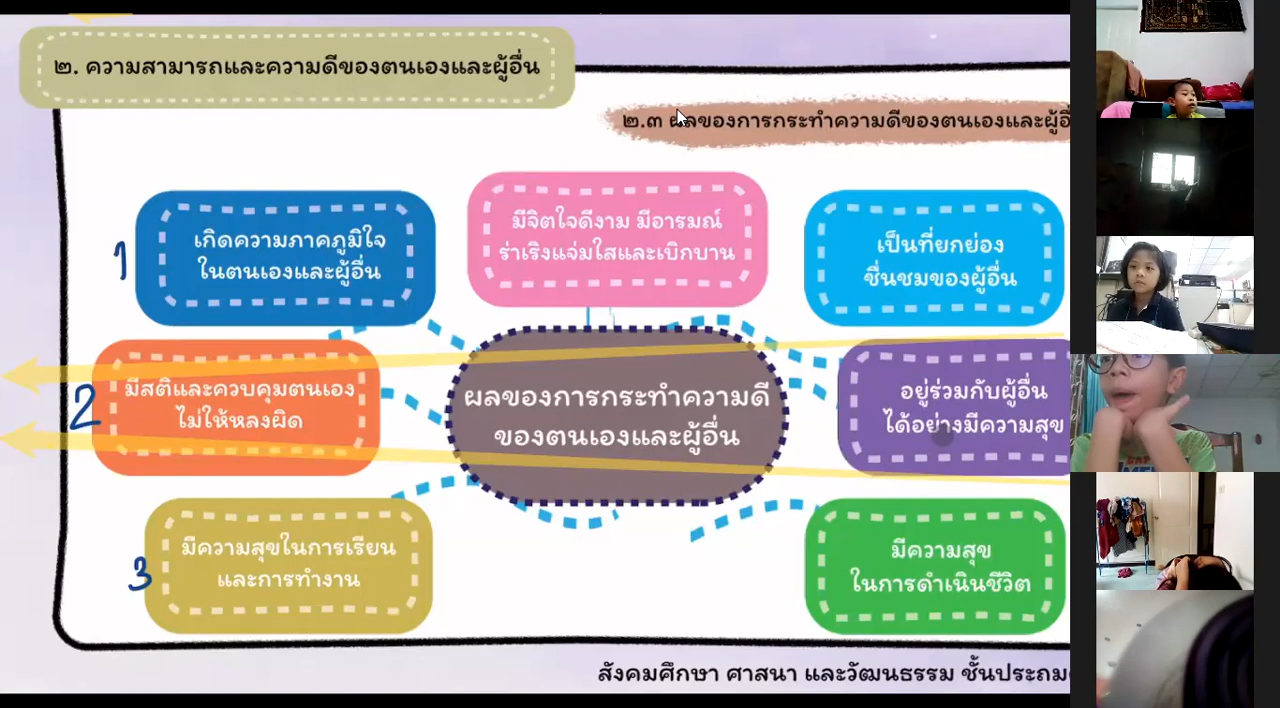 ๒. ความสามารถและความดีของตนเองและผู้อื่น
๒.๓ ผลของการกระทำความดีของตนเองและผู้อื่
1
เกิดความภาคภูมิใจ
ในตนเองและผู้อื่น
มีจิตใจดีงาม มีอารมณ์
ร่าเริงแจ่มใสและเบิกบาน
เป็นที่ยกย่อง
ชื่นชมของผู้อื่น
2
มีสติและควบคุมตนเอง
ไม่ให้หลงผิด
ผลของการกระทำความดี
ของตนเองและผู้อื่น
อยู่ร่วมกับผู้อื่น
ได้อย่างมีความสุข
3
มีความสุขในการเรียน
และการทำงาน
มีความสุข
ในการดำเนินชีวิต
สังคมศึกษา ศาสนา และวัฒนธรรม ชั้นประถม